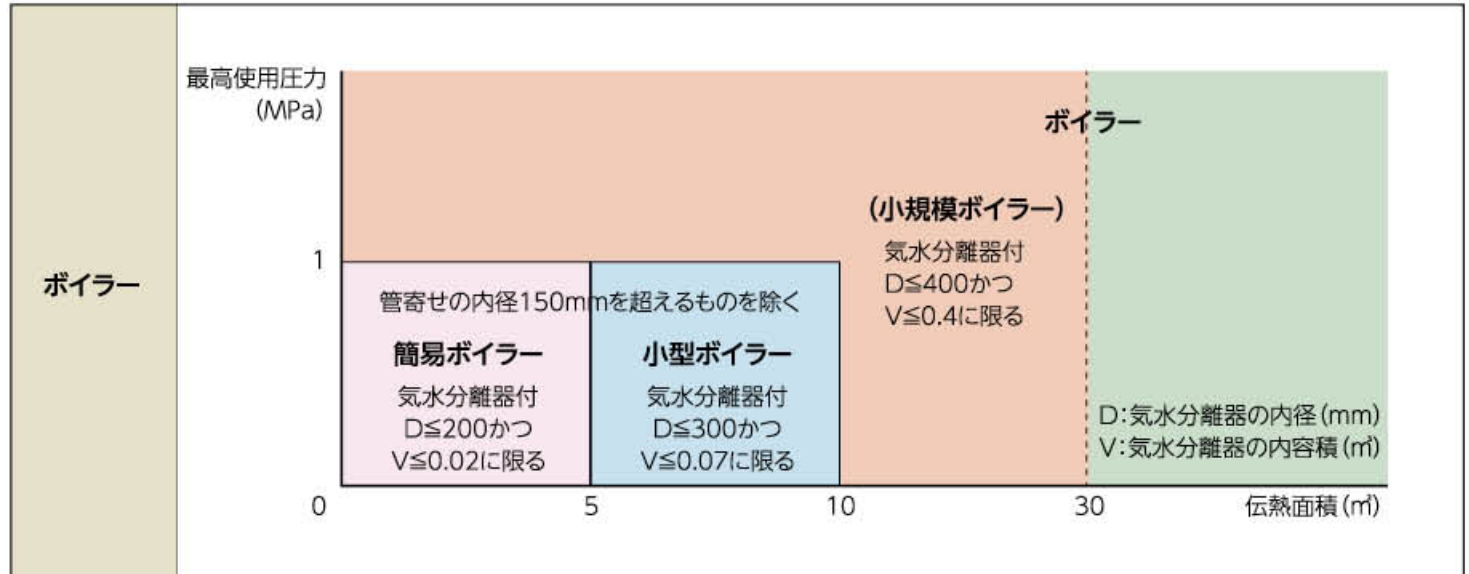 ボイラー
最高使用圧力
(MPa)
ボイラー
(小規模ボイラー)
気水分離器付
D≦400かつ
V≦0.4に限る
1
管寄せの内径150mmを超えるものを除く
簡易ボイラー
気水分離器付
D≦200かつ
V≦0.02に限る
小型ボイラー
気水分離器付
D≦300かつ
V≦0.07に限る
D:気水分離器の内径(mm)
V:気水分離器の内容積(㎥)
0
5
10
30
伝熱面積(㎡)